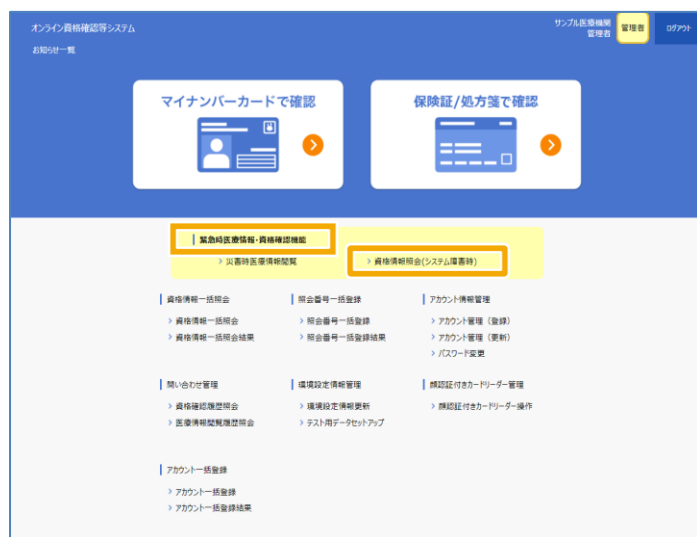 オンライン資格確認等システム
サンプル医療機関
管理者
管理者
ログアウト
お知らせ一覧
マイナンバーカードで確認
保険証/処方箋で確認
緊急時医療情報・資格確認機能
> 災害時医療情報閲覧
> 資格情報照会(システム障害時)
資格情報一括照会
> 資格情報一括照会
> 資格情報一括照会結果
照会番号一括登録
> 照会番号一括登録
> 照会番号一括登録結果
アカウント情報管理
> アカウント管理（登録）
> アカウント管理（更新）
> パスワード変更
問い合わせ管理
> 資格確認履歴照会
> 医療情報閲覧履歴照会
環境設定情報管理
> 環境設定情報更新
> テスト用データセットアップ
顔認証付きカードリーダー管理
> 顔認証付きカードリーダー操作
アカウント一括登録
> アカウント一括登録
> アカウント一括登録結果